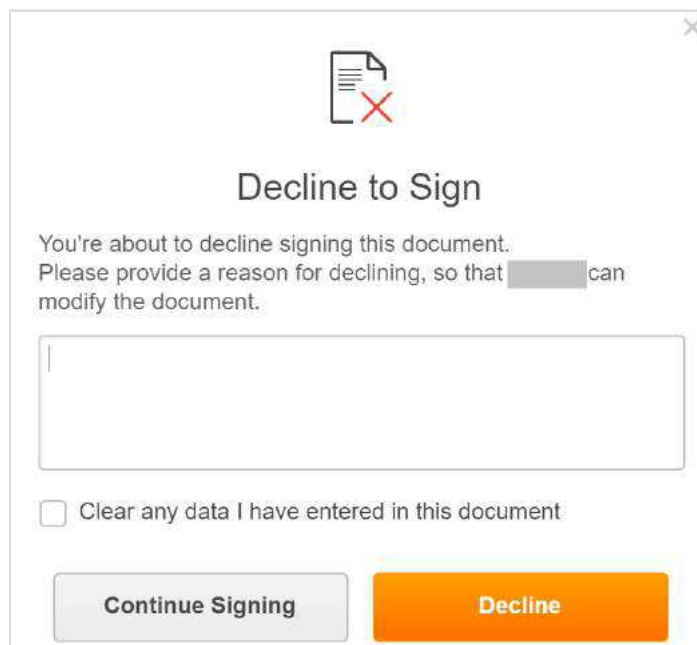 Decline to Sign
You're about to decline signing this document.
Please provide a reason for declining, so that can
modify the document.
Clear any data I have entered in this document
Continue Signing
Decline